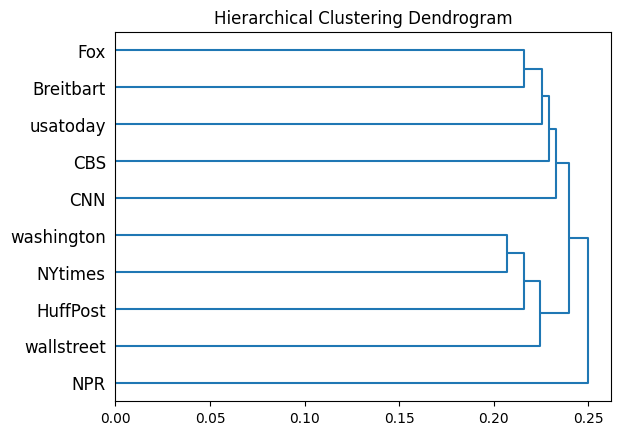 Hierarchical Clustering Dendrogram
Fox
Breitbart
usatoday
CBS
CNN
washington
NYtimes
HuffPost
wallstreet
NPR
0.00 0.05 0.10 0.15 0.20 0.25